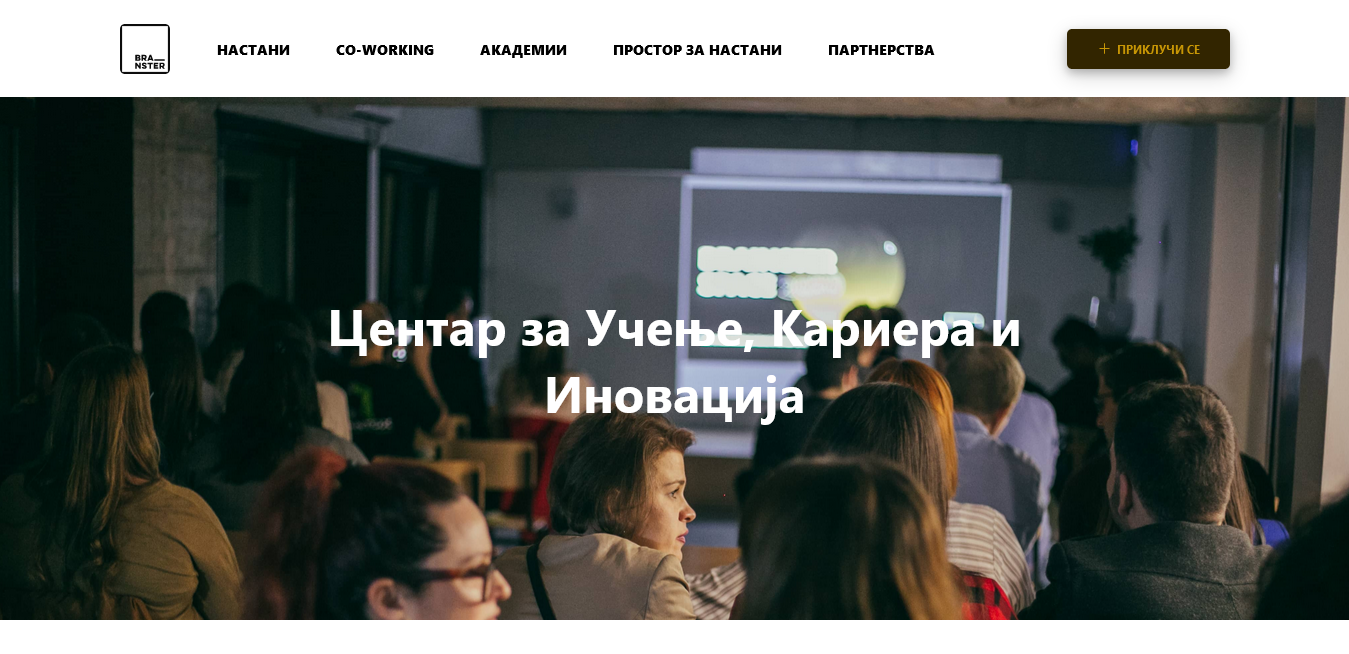 BRA
NSTER
НАСТАНИ
CO-WORKING
АКАДЕМИИ
ПРОСТОР ЗА НАСТАНИ
ПАРТНЕРСТВА
+ ПРИКЛУЧИ СЕ
Центар за Учење, Кариера и
Иновација